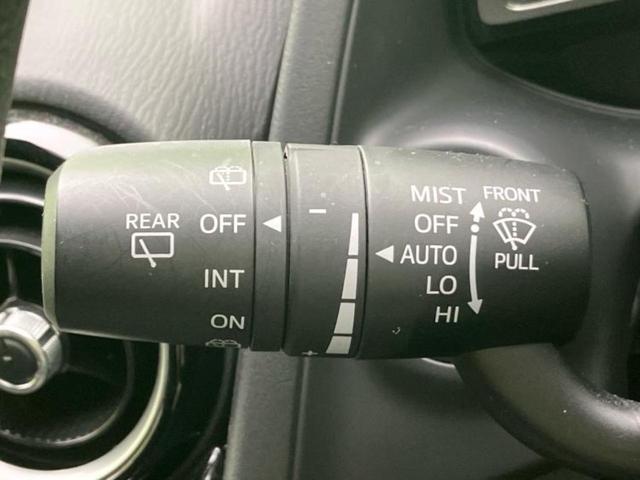 REAR
OFF
INT
ON
MIST
OFF
AUTO
LO
HI
FRONT
PULL